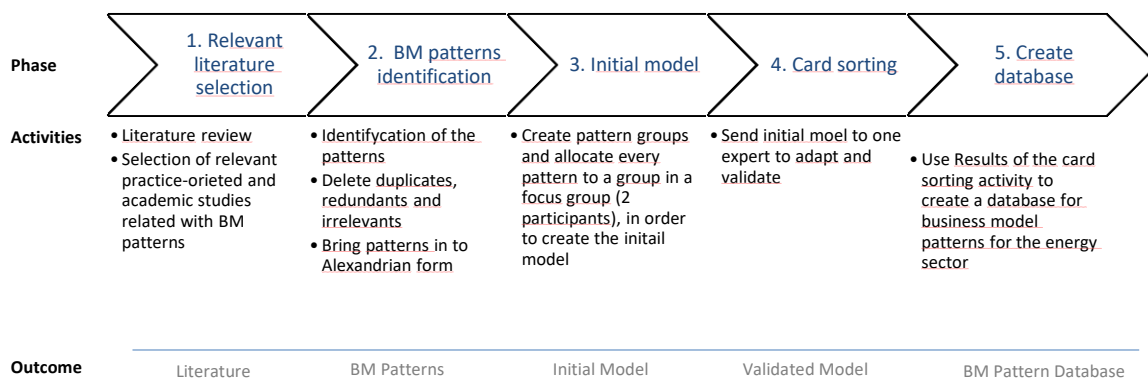 Phase
1. Relevant
literature
selection
2. BM patterns
identification
3. Initial model
4. Card sorting
5. Create
database
Activities
• Literature review
• Selection of relevant
practice-orieted and
academic studies
related with BM
patterns
• Identifycation of the
patterns
• Delete duplicates,
redundants and
irrelevants
• Bring patterns in to
Alexandrian form
• Create pattern groups
and allocate every
pattern to a group in a
focus group (2
participants), in order
to create the initail
model
• Send initial moel to one
expert to adapt and
validate
• Use Results of the card
sorting activity to
create a database for
business model
patterns for the energy
sector
Outcome
Literature
BM Patterns
Initial Model
Validated Model
BM Pattern Database